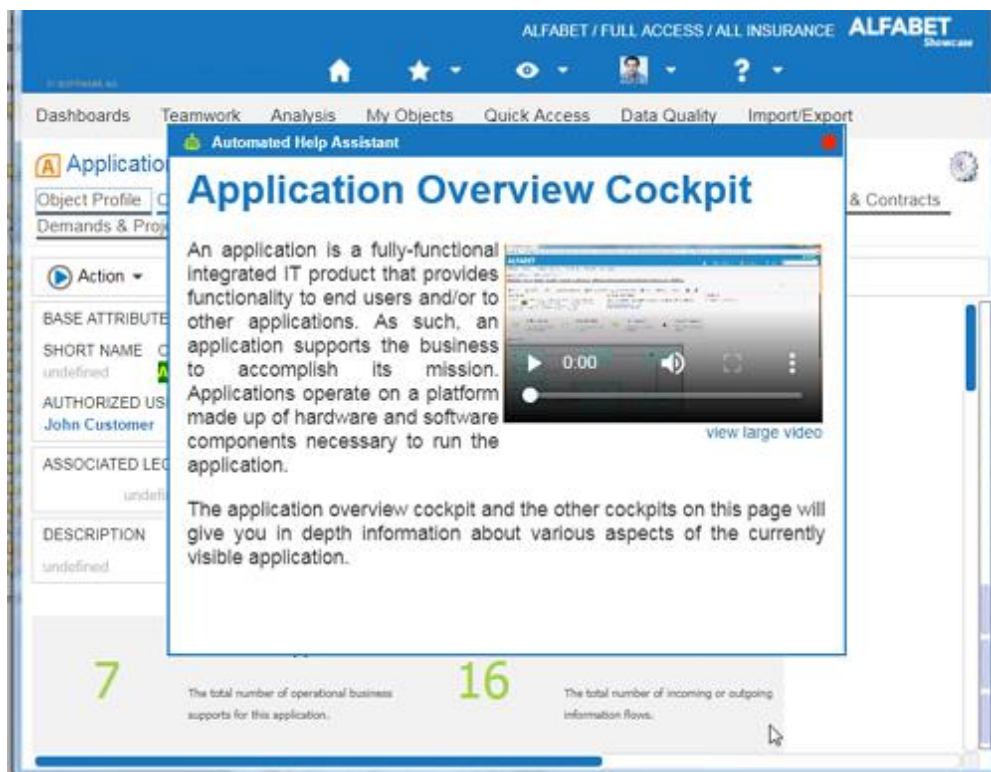 ALFABET / FULL ACCESS / ALL INSURANCE
ALFABET
Showcase
Dashboards Teamwork Analysis My Objects Quick Access Data Quality Import/Export
Automated Help Assistant
Application
Object Profile
& Contracts
Demands &
Application Overview Cockpit
An application is a fully-functional
integrated IT product that provides
functionality to end users and/or to
other applications. As such, an
application supports the business
to accomplish its mission.
Applications operate on a platform
made up of hardware and software
components necessary to run the
application.
0:00
view large video
The application overview cockpit and the other cockpits on this page will
give you in depth information about various aspects of the currently
visible application.
Action
BASE ATTRIBUTE
SHORT NAME
undefined
AUTHORIZED US
John Customer
ASSOCIATED LEG
undefi
DESCRIPTION
undefined
7
The total number of operational business
supports for this application.
16
The total number of incoming or outgoing
information flows.